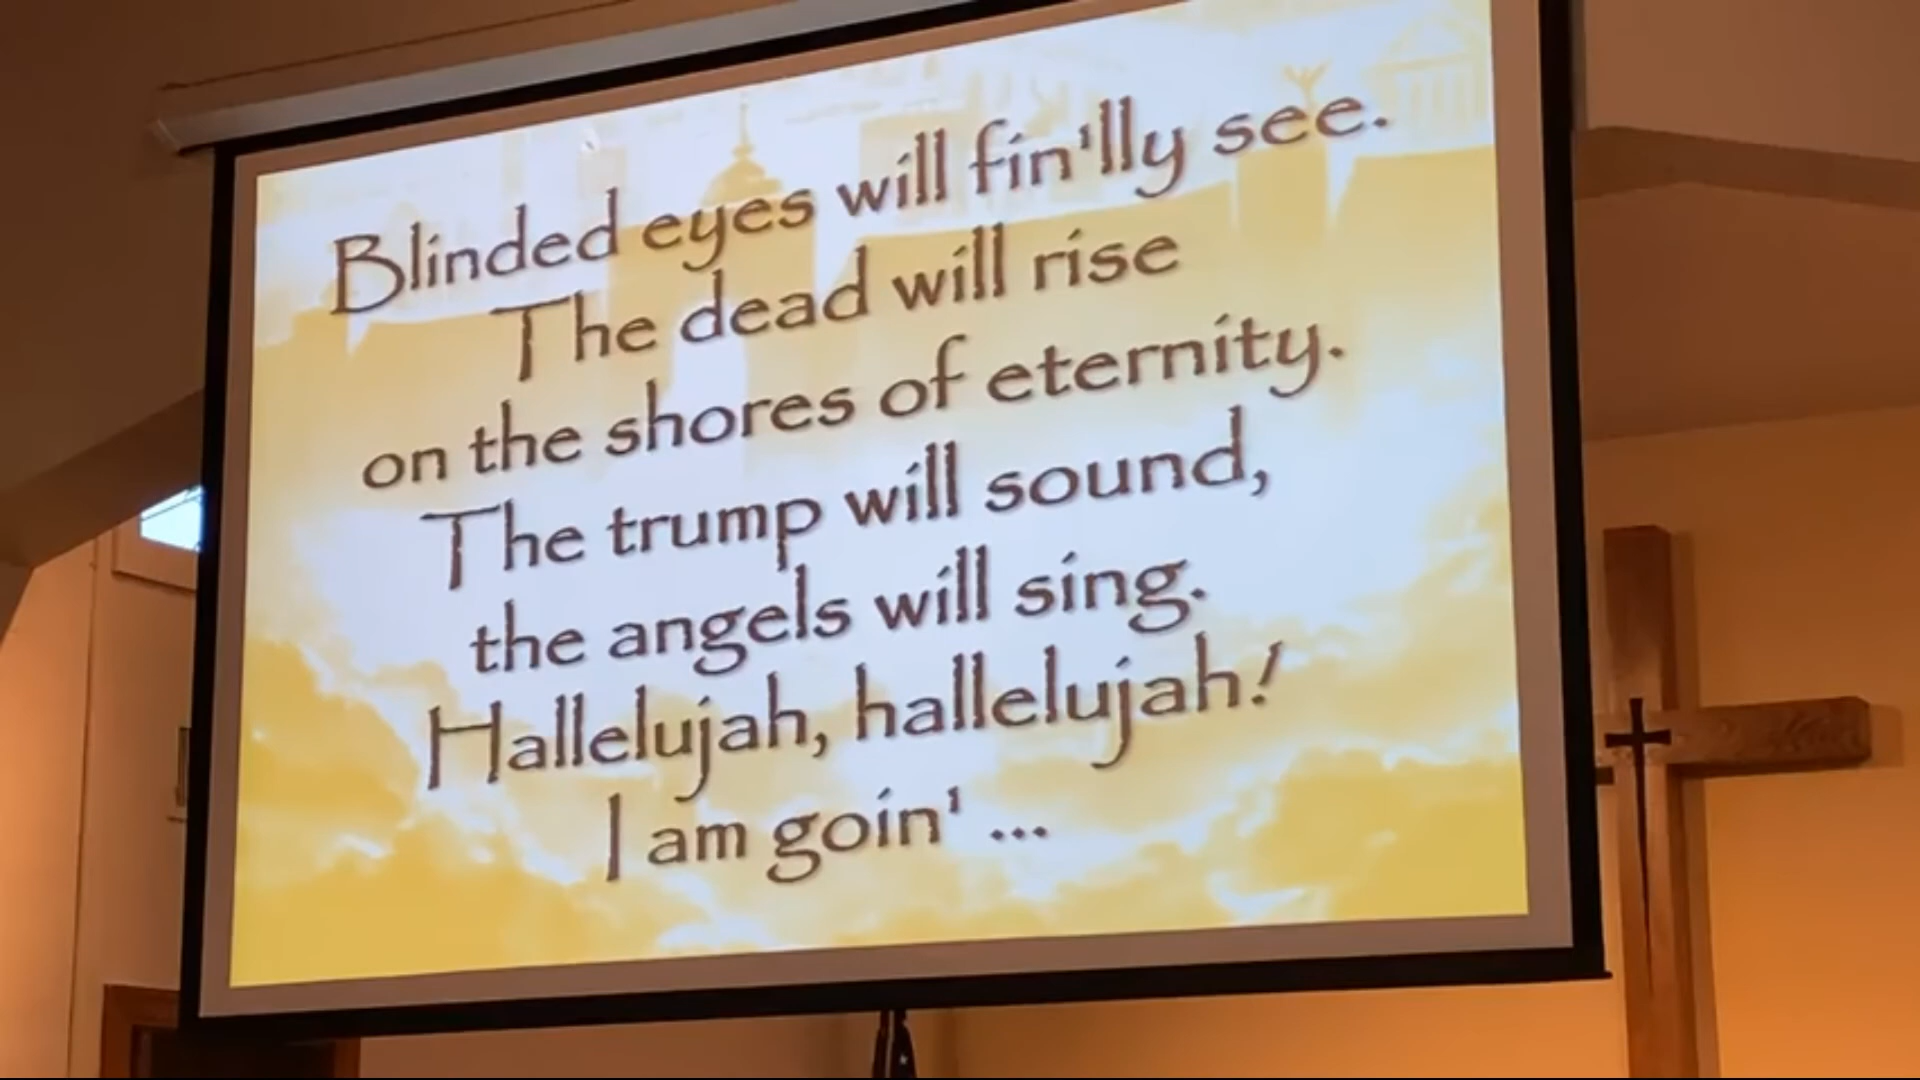 Blinded eyes will fin'lly see.
The dead will rise
on the shores of eternity.
The trump will sound,
the angels will sing.
Hallelujah, hallelujah!
I am goin' ...